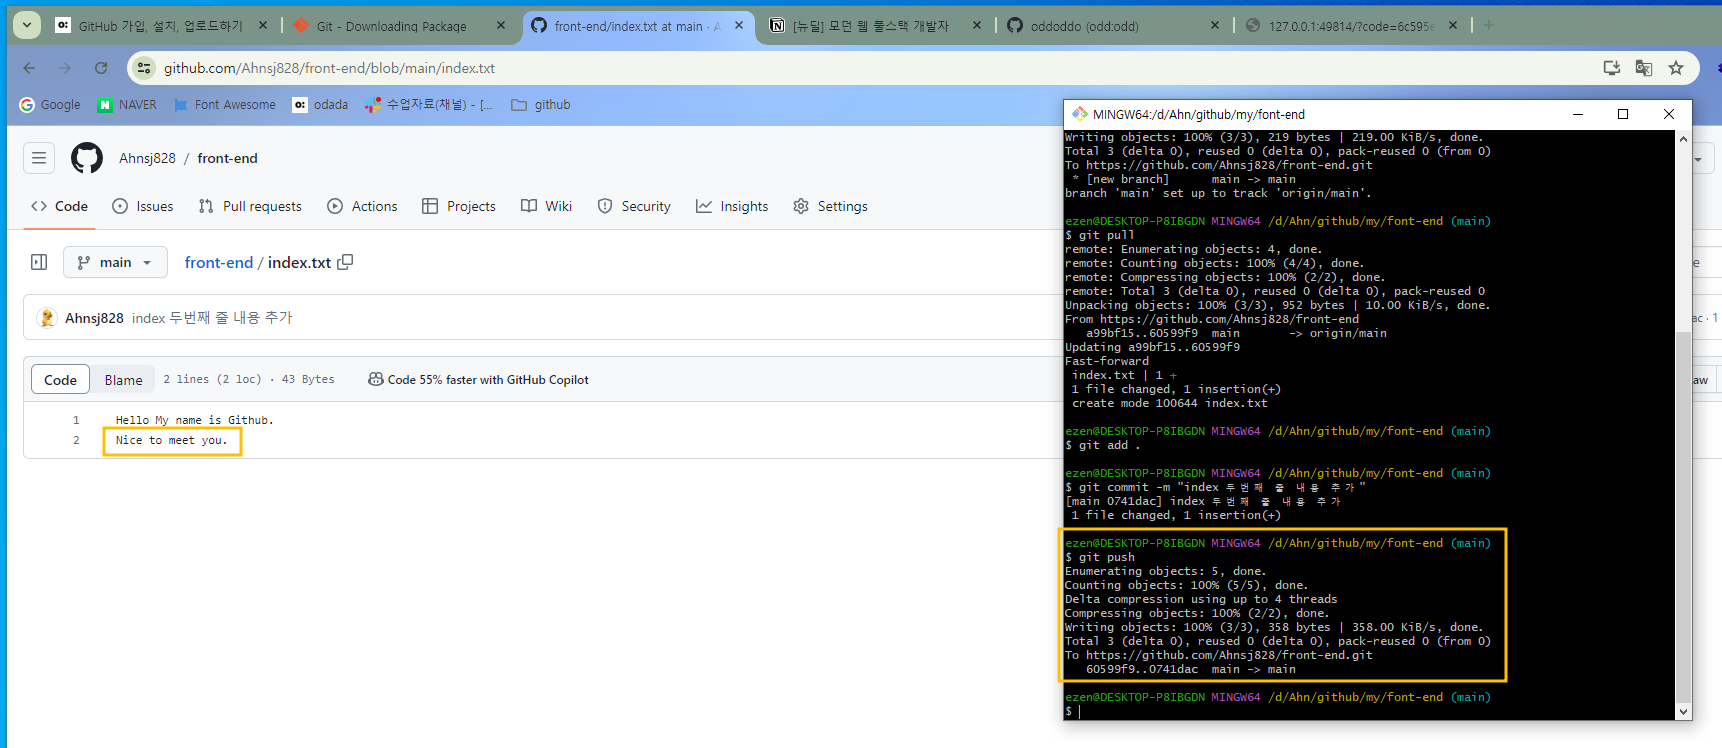 GitHub 가입, 설치, 업로드하기
Git - Downloading Package
front-end/index.txt at main · A
[뉴딜] 모던 웹 풀스택 개발자
oddoddo (odd:odd)
127.0.0.1:49814/?code=6c595e
github.com/Ahnsj828/front-end/blob/main/index.txt
Google
NAVER
Font Awesome
odada
수업자료(채널) - [...
github
Ahnsj828 / front-end
Code
Issues
Pull requests
Actions
Projects
Wiki
Security
Insights
Settings
main
front-end / index.txt
Ahnsj828 index 두번째 줄 내용 추가
Code
Blame
2 lines (2 loc) · 43 Bytes
Code 55% faster with GitHub Copilot
1 Hello My name is Github.
2 Nice to meet you.
e
ac · 1
aw
MINGW64:/d/Ahn/github/my/font-end
Writing objects: 100% (3/3), 219 bytes | 219.00 KiB/s, done.
Total 3 (delta 0), reused 0 (delta 0), pack-reused 0 (from 0)
To https://github.com/Ahnsj828/front-end.git
* [new branch] main -> main
branch 'main' set up to track 'origin/main'.
ezen@DESKTOP-P8IBGDN MINGW64 /d/Ahn/github/my/font-end (main)
$ git pull
remote: Enumerating objects: 4, done.
remote: Counting objects: 100% (4/4), done.
remote: Compressing objects: 100% (2/2), done.
remote: Total 3 (delta 0), reused 0 (delta 0), pack-reused 0
Unpacking objects: 100% (3/3), 952 bytes | 10.00 KiB/s, done.
From https://github.com/Ahnsj828/front-end
a99bf15..60599f9 main -> origin/main
Updating a99bf15..60599f9
Fast-forward
index.txt | 1 +
1 file changed, 1 insertion(+)
create mode 100644 index.txt
ezen@DESKTOP-P8IBGDN MINGW64 /d/Ahn/github/my/font-end (main)
$ git add .
ezen@DESKTOP-P8IBGDN MINGW64 /d/Ahn/github/my/font-end (main)
$ git commit -m "index 두번째 줄 내용 추가"
[main 0741dac] index 두번째 줄 내용 추가
1 file changed, 1 insertion(+)
ezen@DESKTOP-P8IBGDN MINGW64 /d/Ahn/github/my/font-end (main)
$ git push
Enumerating objects: 5, done.
Counting objects: 100% (5/5), done.
Delta compression using up to 4 threads
Compressing objects: 100% (2/2), done.
Writing objects: 100% (3/3), 358 bytes | 358.00 KiB/s, done.
Total 3 (delta 0), reused 0 (delta 0), pack-reused 0 (from 0)
To https://github.com/Ahnsj828/front-end.git
60599f9..0741dac main -> main
ezen@DESKTOP-P8IBGDN MINGW64 /d/Ahn/github/my/font-end (main)
$